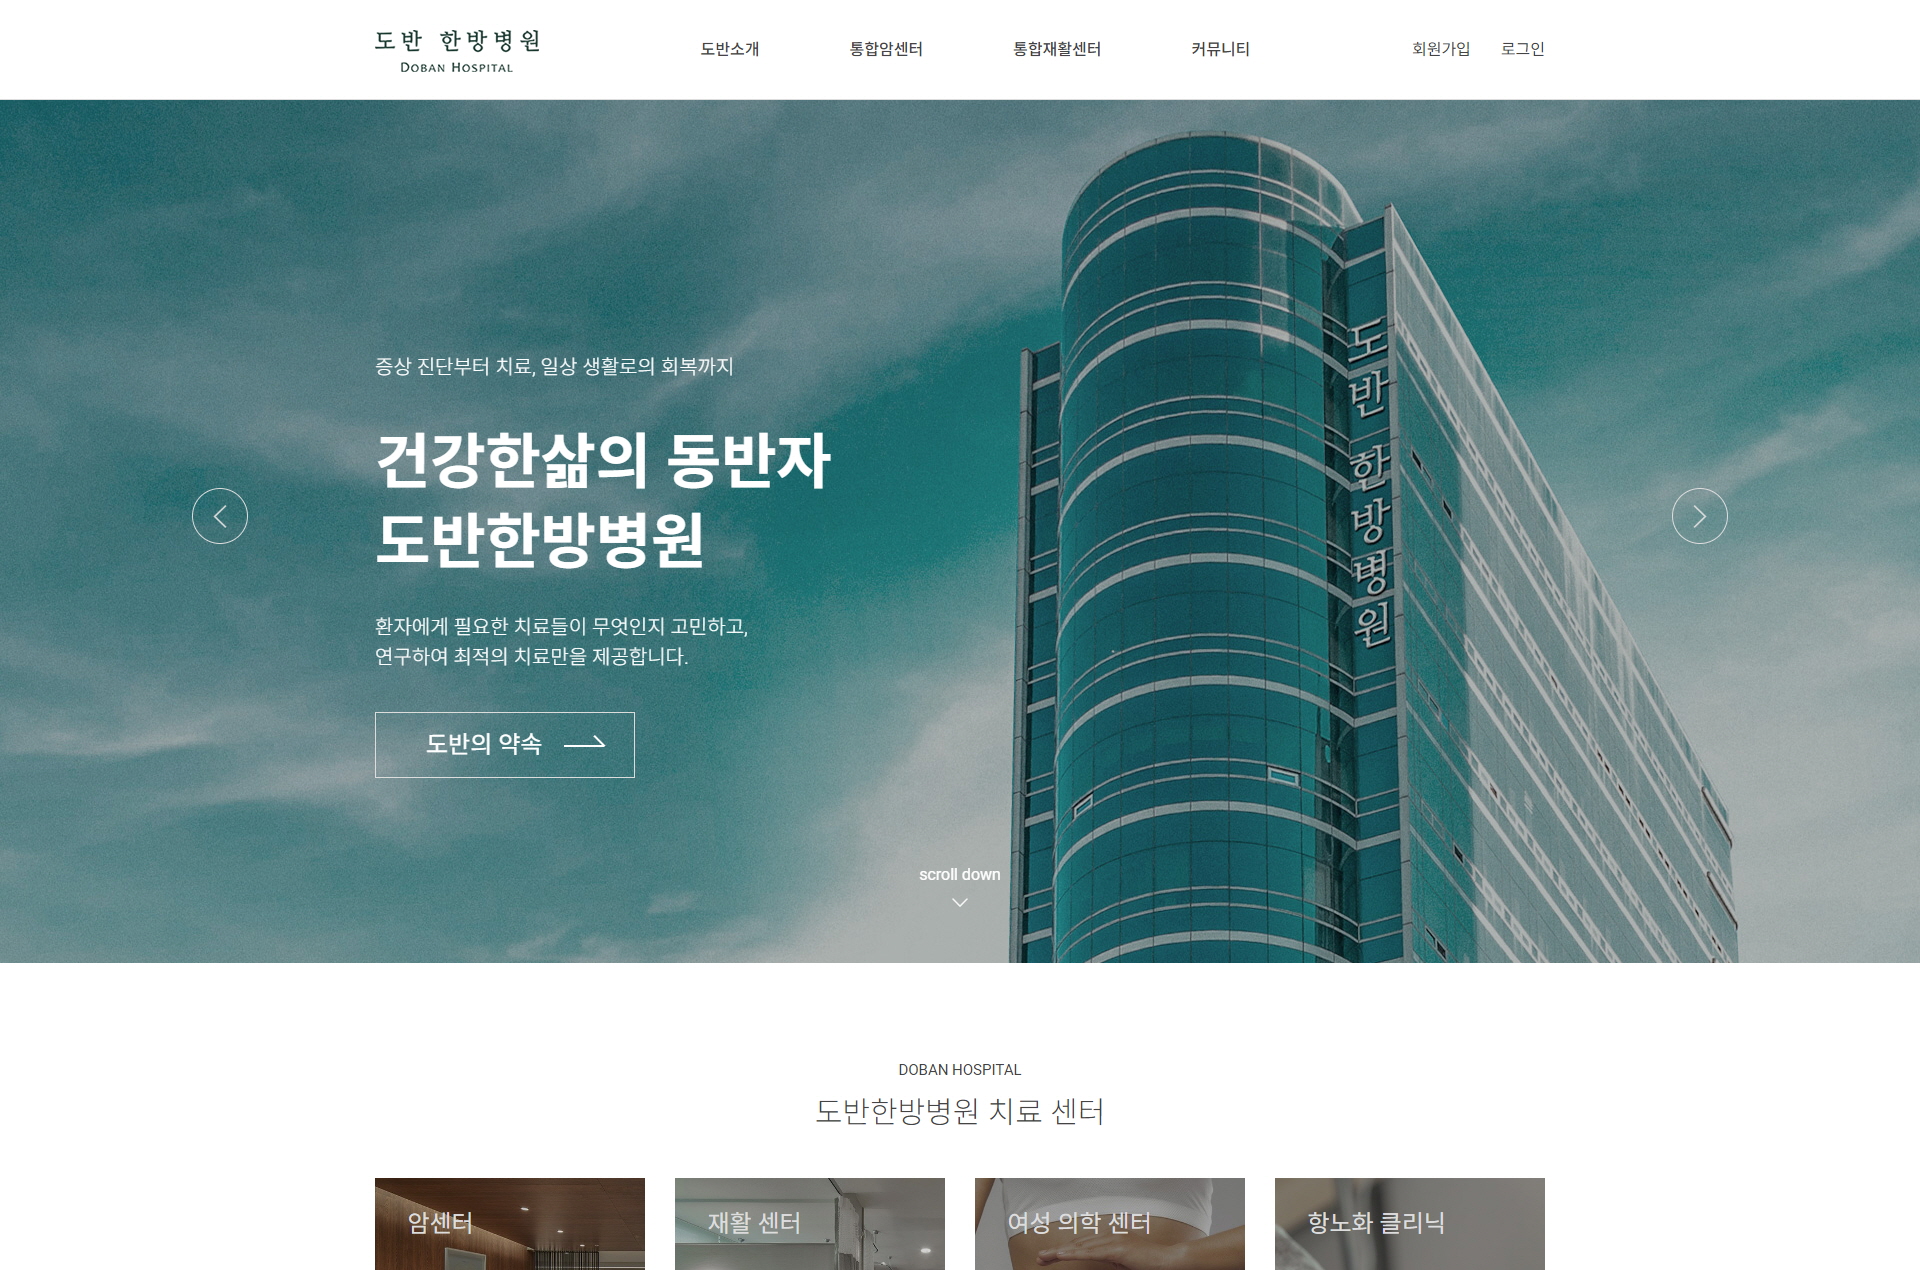 도반 한방병원
DOBAN HOSPITAL
도반소개
통합암센터
통합재활센터
커뮤니티
회원가입
로그인
증상 진단부터 치료, 일상 생활로의 회복까지
건강한삶의 동반자
도반한방병원
환자에게 필요한 치료들이 무엇인지 고민하고,
연구하여 최적의 치료만을 제공합니다.
도반의 약속
도반 한방병원
scroll down
DOBAN HOSPITAL
도반한방병원 치료 센터
암센터
재활 센터
여성 의학 센터
항노화 클리닉